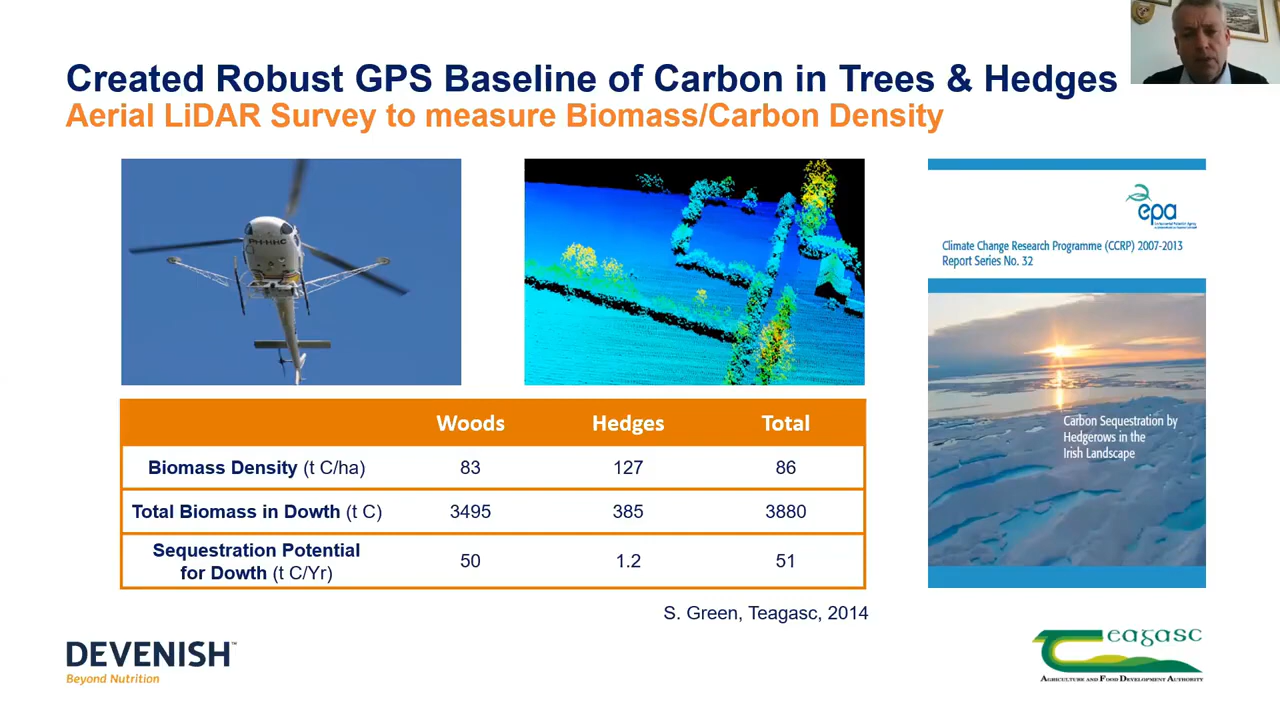 Created Robust GPS Baseline of Carbon in Trees & Hedges
Aerial LiDAR Survey to measure Biomass/Carbon Density
PH-HHC
epa
Climate Change Research Programme (CCRP) 2007-2013
Report Series No. 32
Carbon Sequestration by
Hedgerows in the
Irish Landscape
Woods Hedges Total
Biomass Density (t C/ha) 83 127 86
Total Biomass in Dowth (t C) 3495 385 3880
Sequestration Potential
for Dowth (t C/Yr) 50 1.2 51
S. Green, Teagasc, 2014
DEVENISH™
Beyond Nutrition
Teagasc
AGRICULTURE AND FOOD DEVELOPMENT AUTHORITY